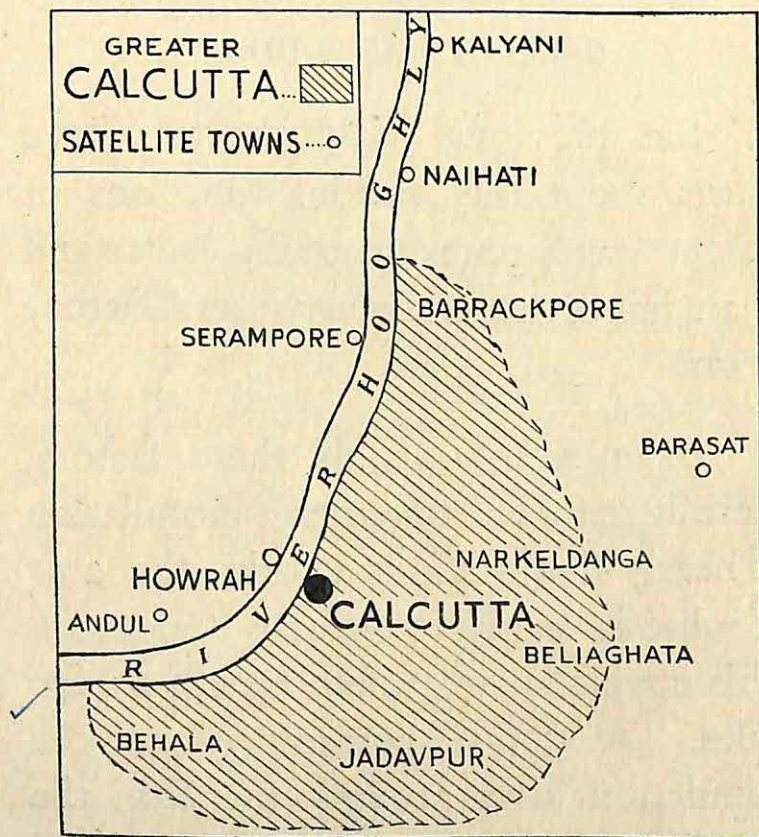 GREATER
CALCUTTA...
SATELLITE TOWNS....
KALYANI
NAIHATI
BARRACKPORE
SERAMPORE
BARASAT
NARKELDANGA
HOWRAH
ANDUL
CALCUTTA
BELIAGHATA
BEHALA
JADAVPUR
RIVER HOOGHLY